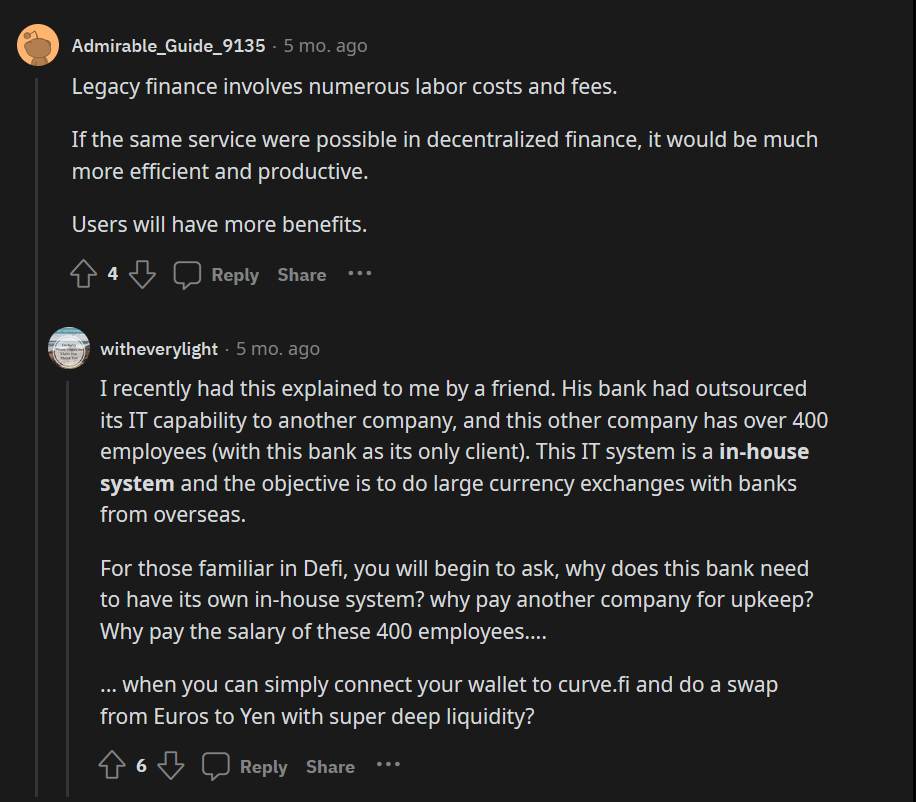 Admirable_Guide_9135 · 5 mo. ago
Legacy finance involves numerous labor costs and fees.
If the same service were possible in decentralized finance, it would be much
more efficient and productive.
Users will have more benefits.
4 Reply Share ···
witheverylight · 5 mo. ago
I recently had this explained to me by a friend. His bank had outsourced
its IT capability to another company, and this other company has over 400
employees (with this bank as its only client). This IT system is a in-house
system and the objective is to do large currency exchanges with banks
from overseas.
For those familiar in Defi, you will begin to ask, why does this bank need
to have its own in-house system? why pay another company for upkeep?
Why pay the salary of these 400 employees....
... when you can simply connect your wallet to curve.fi and do a swap
from Euros to Yen with super deep liquidity?
6 Reply Share ···